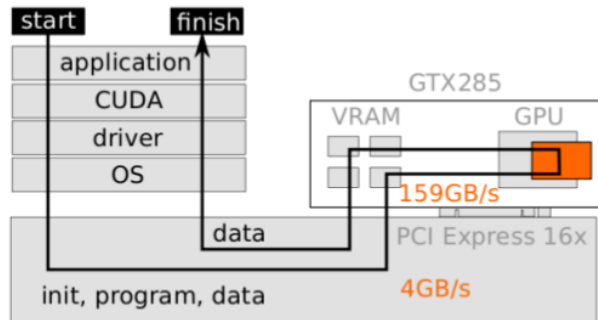 start finish
application
CUDA
driver
OS
GTX285
VRAM GPU
159GB/s
data
PCI Express 16x
init, program, data
4GB/s